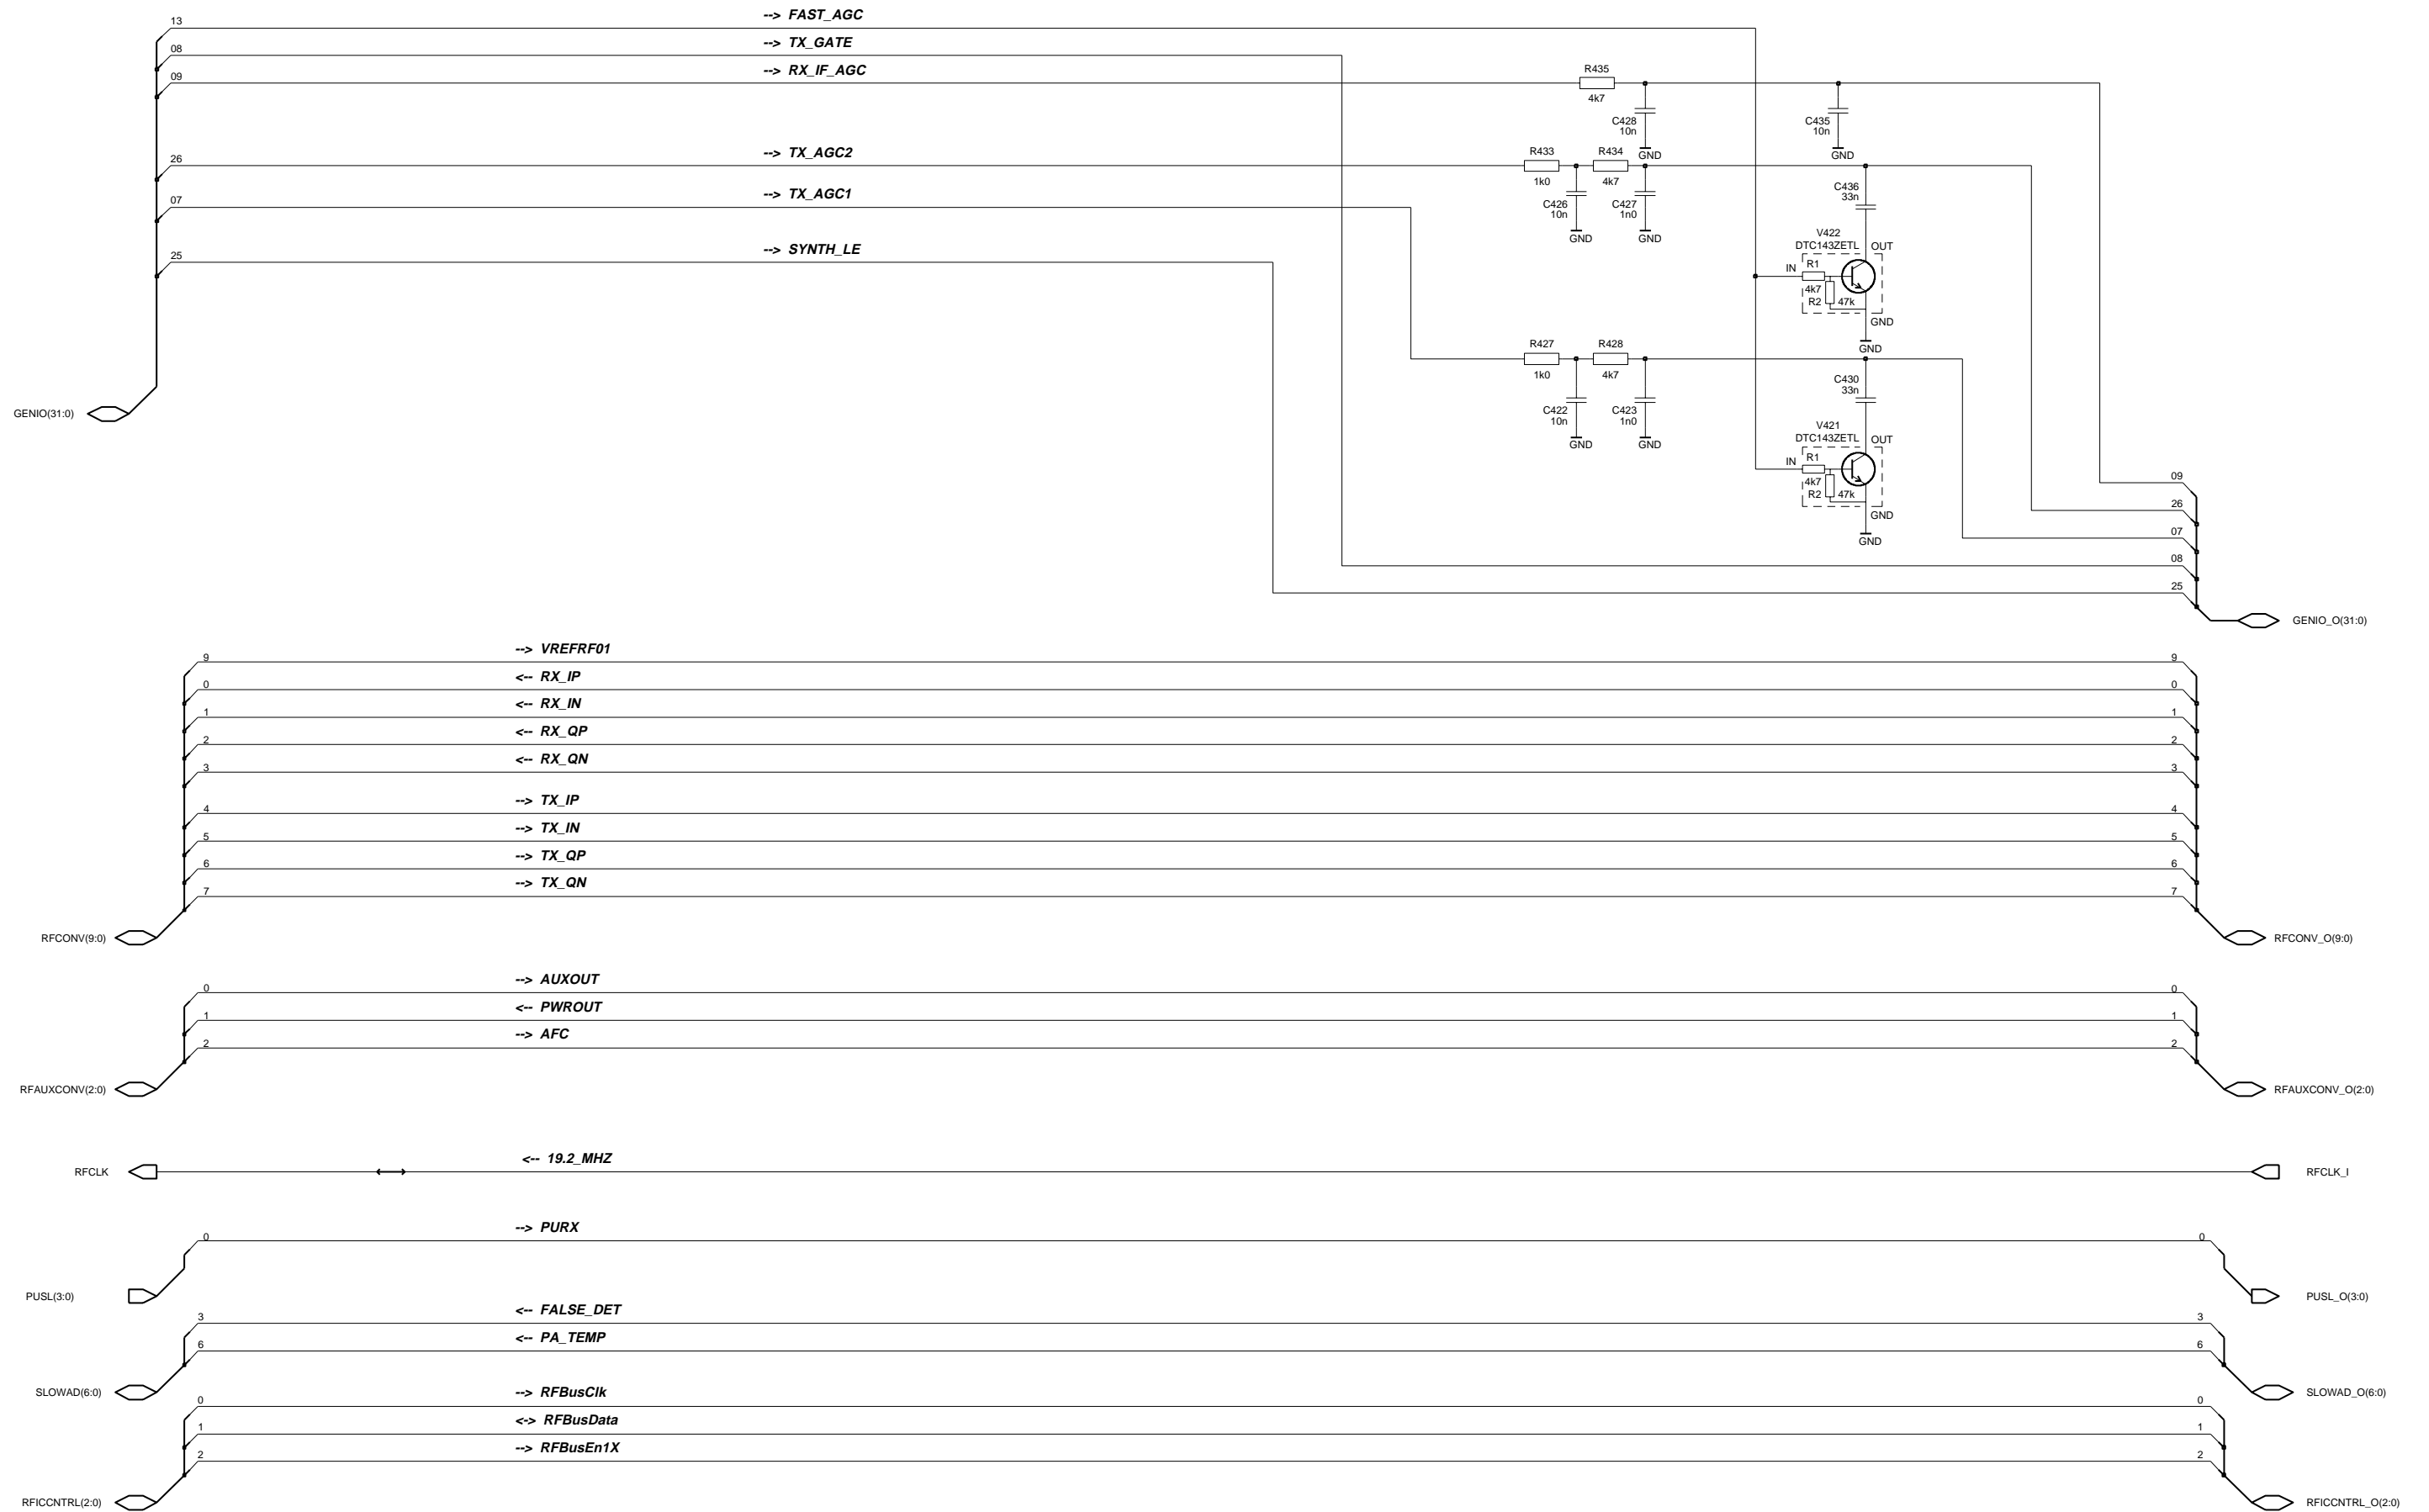 13 --> FAST_AGC
08 --> TX_GATE
09 --> RX_IF_AGC
R435
4k7
C428
10n
GND
C435
10n
GND
26 --> TX_AGC2
R433
1k0
R434
4k7
C426
10n
GND
C427
1n0
GND
C436
33n
07 --> TX_AGC1
V422
DTC143ZETL
OUT
IN
R1
4k7
R2
47k
GND
GND
25 --> SYNTH_LE
R427
1k0
R428
4k7
C422
10n
GND
C423
1n0
GND
C430
33n
GENIO(31:0)
V421
DTC143ZETL
OUT
IN
R1
4k7
R2
47k
GND
GND
09
26
07
08
25
GENIO_O(31:0)
9 --> VREFRF01 9
0 <-- RX_IP 0
1 <-- RX_IN 1
2 <-- RX_QP 2
3 <-- RX_QN 3
4 --> TX_IP 4
5 --> TX_IN 5
6 --> TX_QP 6
7 --> TX_QN 7
RFCONV(9:0) RFCONV_O(9:0)
0 --> AUXOUT 0
1 <-- PWROUT 1
2 --> AFC 2
RFAUXCONV(2:0) RFAUXCONV_O(2:0)
<-- 19.2_MHZ
RFCLK RFCLK_I
0 --> PURX 0
PUSL(3:0) PUSL_O(3:0)
3 <-- FALSE_DET 3
6 <-- PA_TEMP 6
SLOWAD(6:0) SLOWAD_O(6:0)
0 --> RFBusClk 0
1 <-> RFBusData 1
2 --> RFBusEn1X 2
RFICCNTRL(2:0) RFICCNTRL_O(2:0)